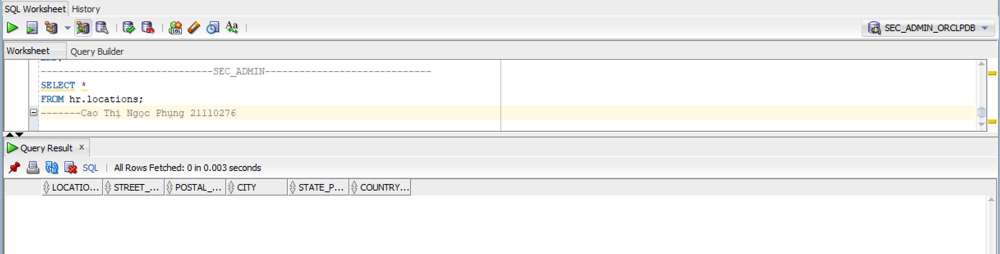 SQL Worksheet History
SEC_ADMIN_ORCLPDB
Worksheet Query Builder
------------------------------SEC_ADMIN-----------------------------
SELECT *
FROM hr.locations;
-------Cao Thị Ngọc Phụng 21110276
Query Result x
SQL | All Rows Fetched: 0 in 0.003 seconds
LOCATIO... STREET_... POSTAL_... CITY STATE_P... COUNTRY...